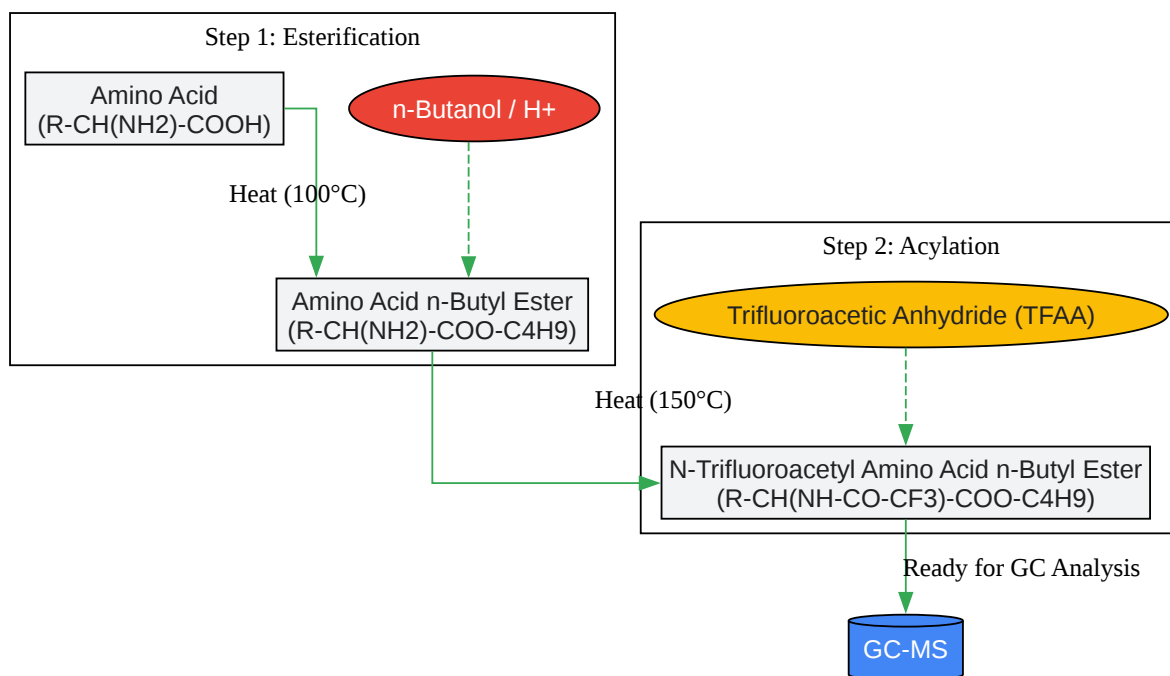 Step 1: Esterification
Amino Acid
(R-CH(NH2)-COOH)
n-Butanol / H+
Heat (100°C)
Amino Acid n-Butyl Ester
(R-CH(NH2)-COO-C4H9)
Step 2: Acylation
Trifluoroacetic Anhydride (TFAA)
Heat (150°C)
N-Trifluoroacetyl Amino Acid n-Butyl Ester
(R-CH(NH-CO-CF3)-COO-C4H9)
Ready for GC Analysis
GC-MS